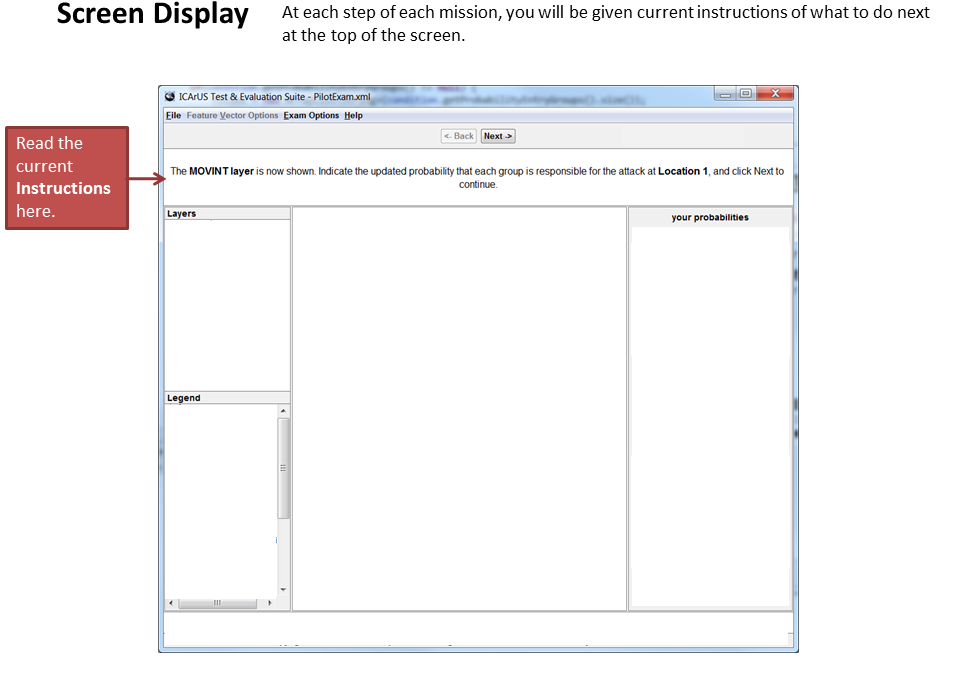 Screen Display
At each step of each mission, you will be given current instructions of what to do next
at the top of the screen.
ICArUS Test & Evaluation Suite - PilotExam.xml
File Feature Vector Options Exam Options Help
<- Back Next ->
Read the
current
Instructions
here.
The MOVINT layer is now shown. Indicate the updated probability that each group is responsible for the attack at Location 1, and click Next to
continue.
Layers
your probabilities
Legend